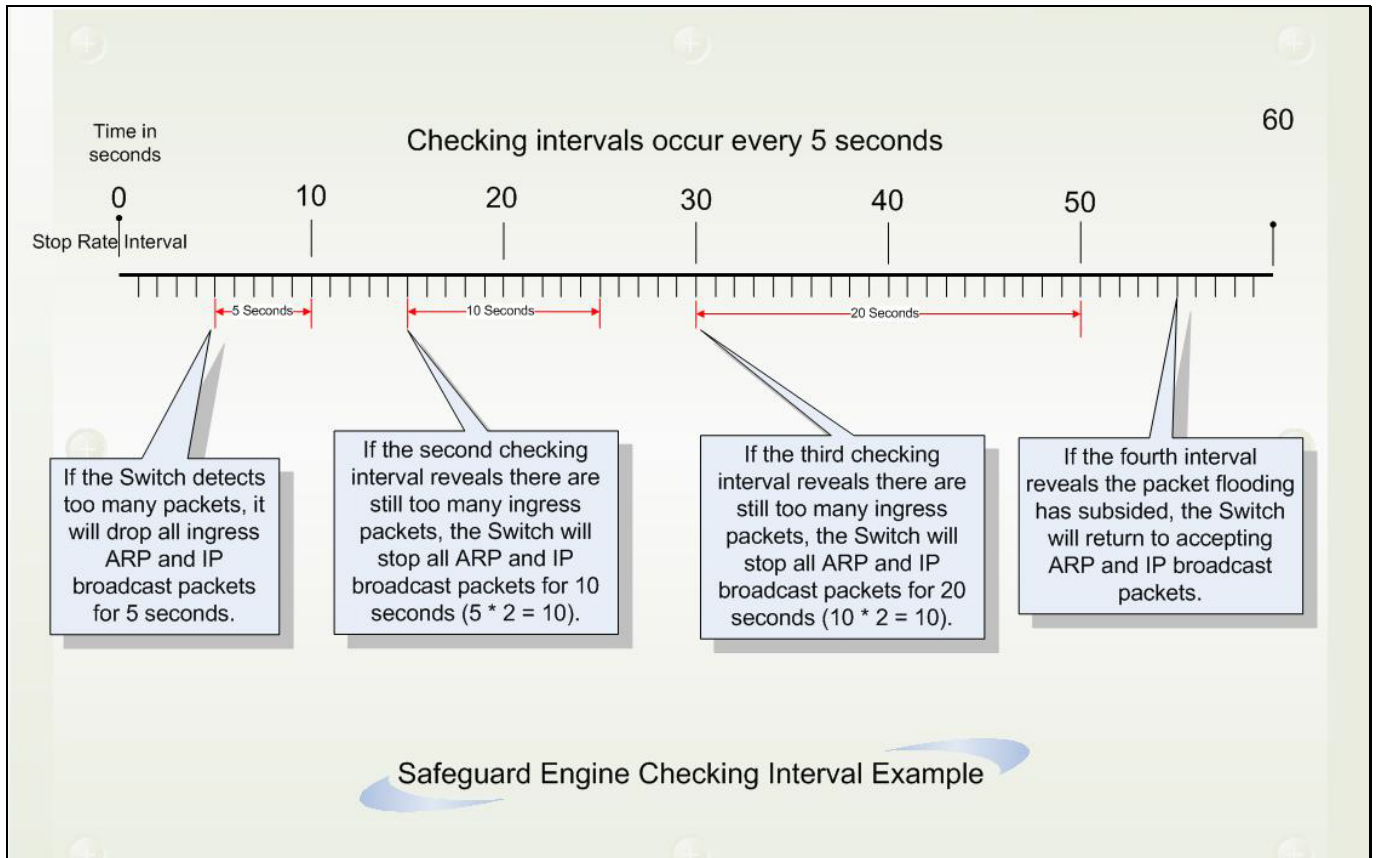 Time in
seconds
Checking intervals occur every 5 seconds
60
0
10
20
30
40
50
Stop Rate Interval
5 Seconds
10 Seconds
20 Seconds
If the Switch detects
too many packets, it
will drop all ingress
ARP and IP
broadcast packets
for 5 seconds.
If the second checking
interval reveals there are
still too many ingress
packets, the Switch will
stop all ARP and IP
broadcast packets for 10
seconds (5 * 2 = 10).
If the third checking
interval reveals there are
still too many ingress
packets, the Switch will
stop all ARP and IP
broadcast packets for 20
seconds (10 * 2 = 10).
If the fourth interval
reveals the packet flooding
has subsided, the Switch
will return to accepting
ARP and IP broadcast
packets.
Safeguard Engine Checking Interval Example